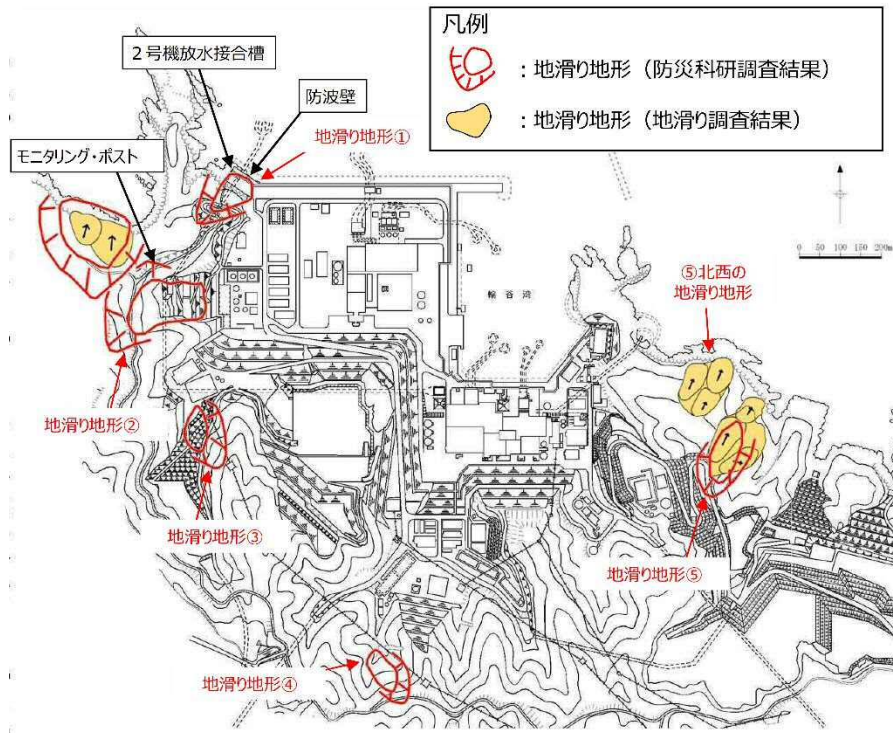 凡例
：地滑り地形（防災科研調査結果）
：地滑り地形（地滑り調査結果）
２号機放水接合槽
防波壁
地滑り地形①
モニタリング・ポスト
0 50 100 150 200m
⑤北西の
地滑り地形
輪谷湾
地滑り地形②
地滑り地形③
地滑り地形⑤
地滑り地形④